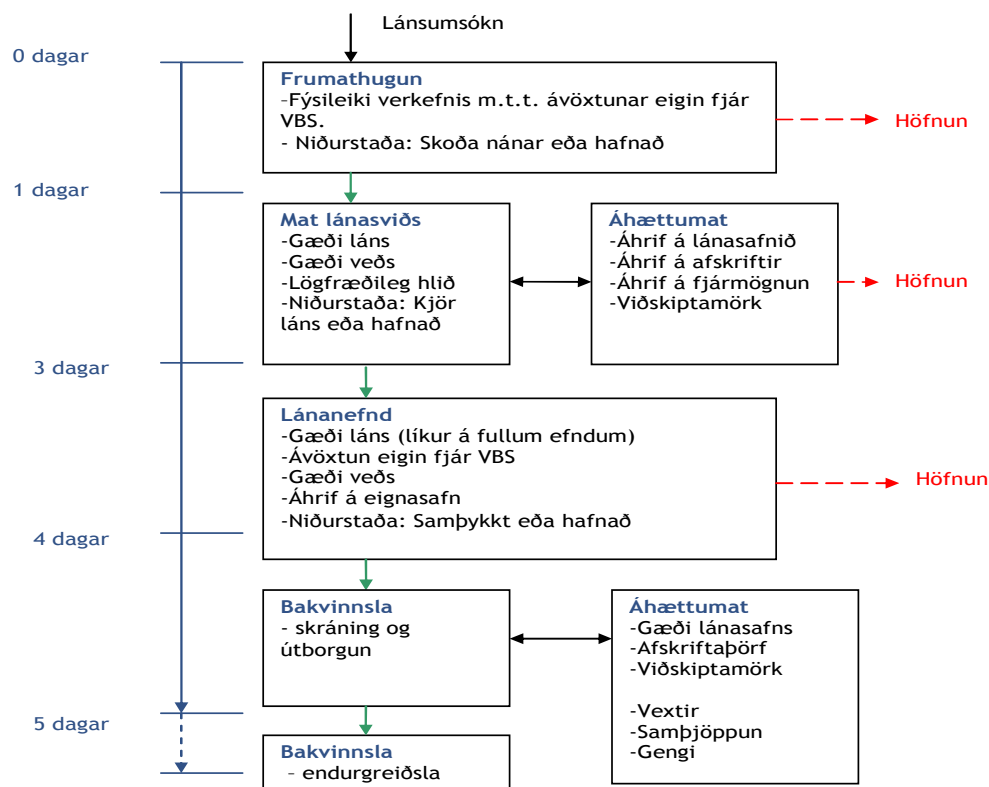 Lánsumsókn
0 dagar
Frumathugun
-Fýsileiki verkefnis m.t.t. ávöxtunar eigin fjár
VBS.
- Niðurstaða: Skoða nánar eða hafnað
Höfnun
1 dagar
Mat lánasviðs
-Gæði láns
-Gæði veðs
-Lögfræðileg hlið
-Niðurstaða: Kjör
láns eða hafnað
Áhættumat
-Áhrif á lánasafnið
-Áhrif á afskriftir
-Áhrif á fjármögnun
-Viðskiptamörk
Höfnun
3 dagar
Lánanefnd
-Gæði láns (líkur á fullum efndum)
-Ávöxtun eigin fjár VBS
-Gæði veðs
-Áhrif á eignasafn
-Niðurstaða: Samþykkt eða hafnað
Höfnun
4 dagar
Bakvinnsla
- skráning og
útborgun
Áhættumat
-Gæði lánasafns
-Afskriftaþörf
-Viðskiptamörk
-Vextir
-Samþjöppun
-Gengi
5 dagar
Bakvinnsla
- endurgreiðsla